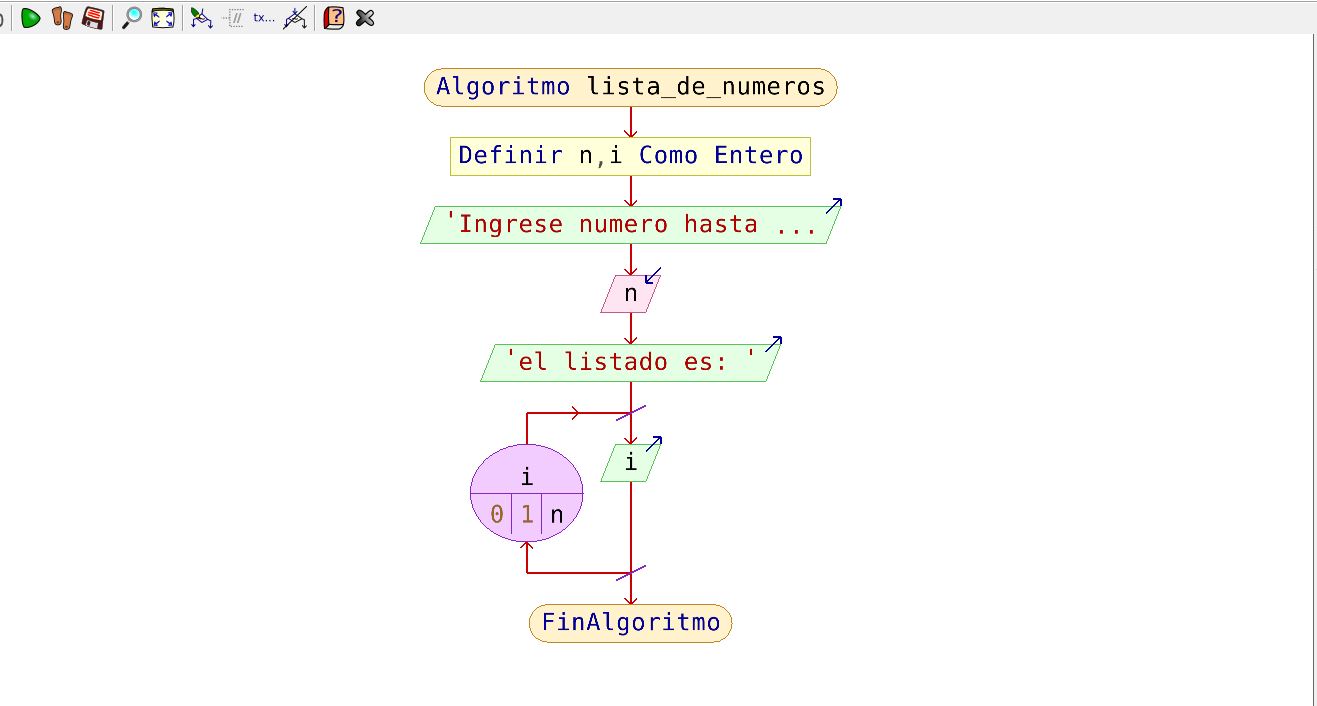 tx...
Algoritmo lista_de_numeros
Definir n,i Como Entero
'Ingrese numero hasta ...
n
'el listado es: '
i
i
0 1 n
FinAlgoritmo